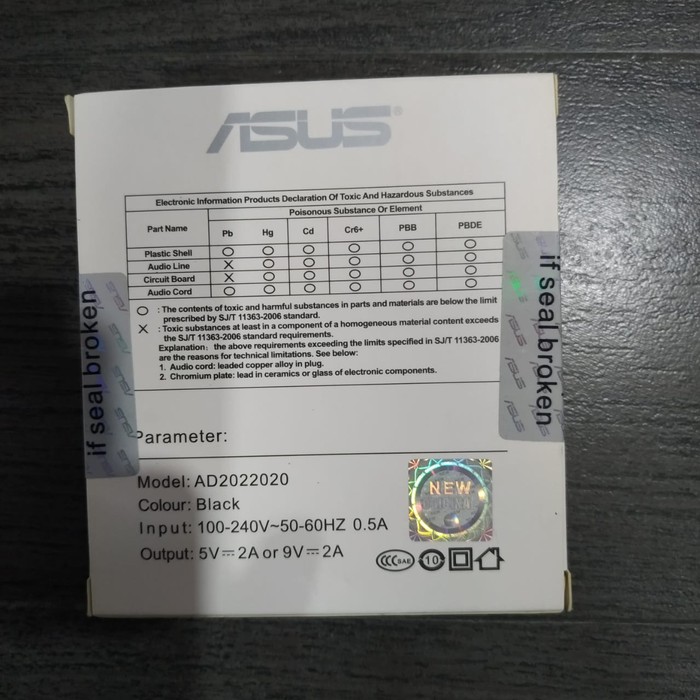 ASUS®
Electronic Information Products Declaration Of Toxic And Hazardous Substances
Part Name
Poisonous Substance Or Element
Pb Hg Cd Cr6+ PBB PBDE
Plastic Shell O O O O O O
Audio Line X O O O O O
Circuit Board X O O O O O
Audio Cord O O O O O O
O : The contents of toxic and harmful substances in parts and materials are below the limit
prescribed by SJ/T 11363-2006 standard.
X : Toxic substances at least in a component of a homogeneous material content exceeds
the SJ/T 11363-2006 standard requirements.
Explanation: the above requirements exceeding the limits specified in SJ/T 11363-2006
are the reasons for technical limitations. See below:
1. Audio cord: leaded copper alloy in plug.
2. Chromium plate: lead in ceramics or glass of electronic components.
if seal broken
if seal broken
Parameter:
Model: AD2022020
Colour: Black
Input: 100-240V~50-60HZ 0.5A
Output: 5V⎓2A or 9V⎓2A
NEW
CCC S&E 10